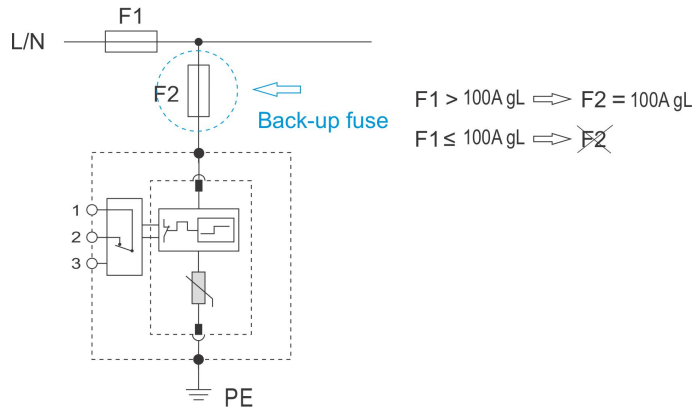 F1
L/N
F2
Back-up fuse
F1 > 100A gL ⇨ F2 = 100A gL
F1 ≤ 100A gL ⇨ F2
1
2
3
PE